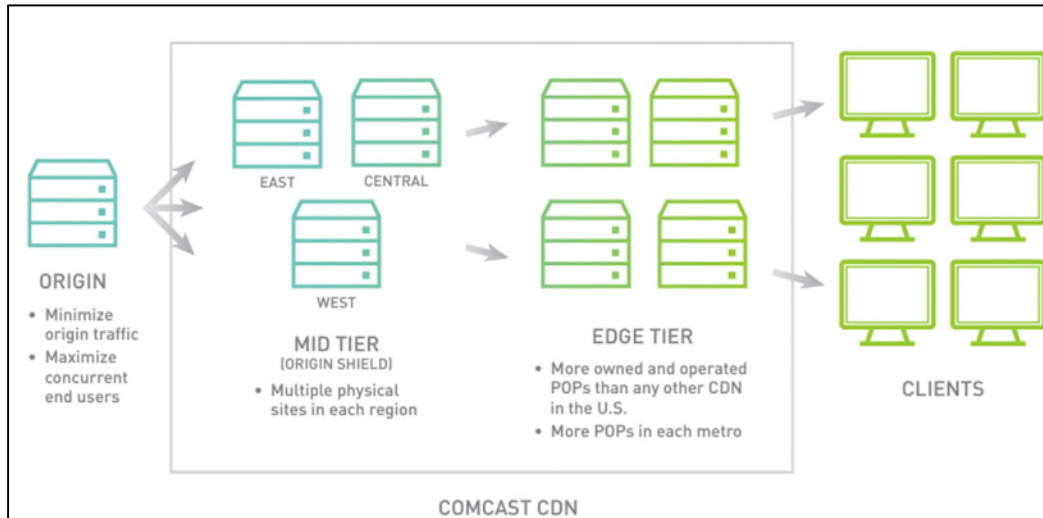 ORIGIN
• Minimize
origin traffic
• Maximize
concurrent
end users
EAST
CENTRAL
WEST
MID TIER
(ORIGIN SHIELD)
• Multiple physical
sites in each region
EDGE TIER
• More owned and operated
POPs than any other CDN
in the U.S.
• More POPs in each metro
CLIENTS
COMCAST CDN